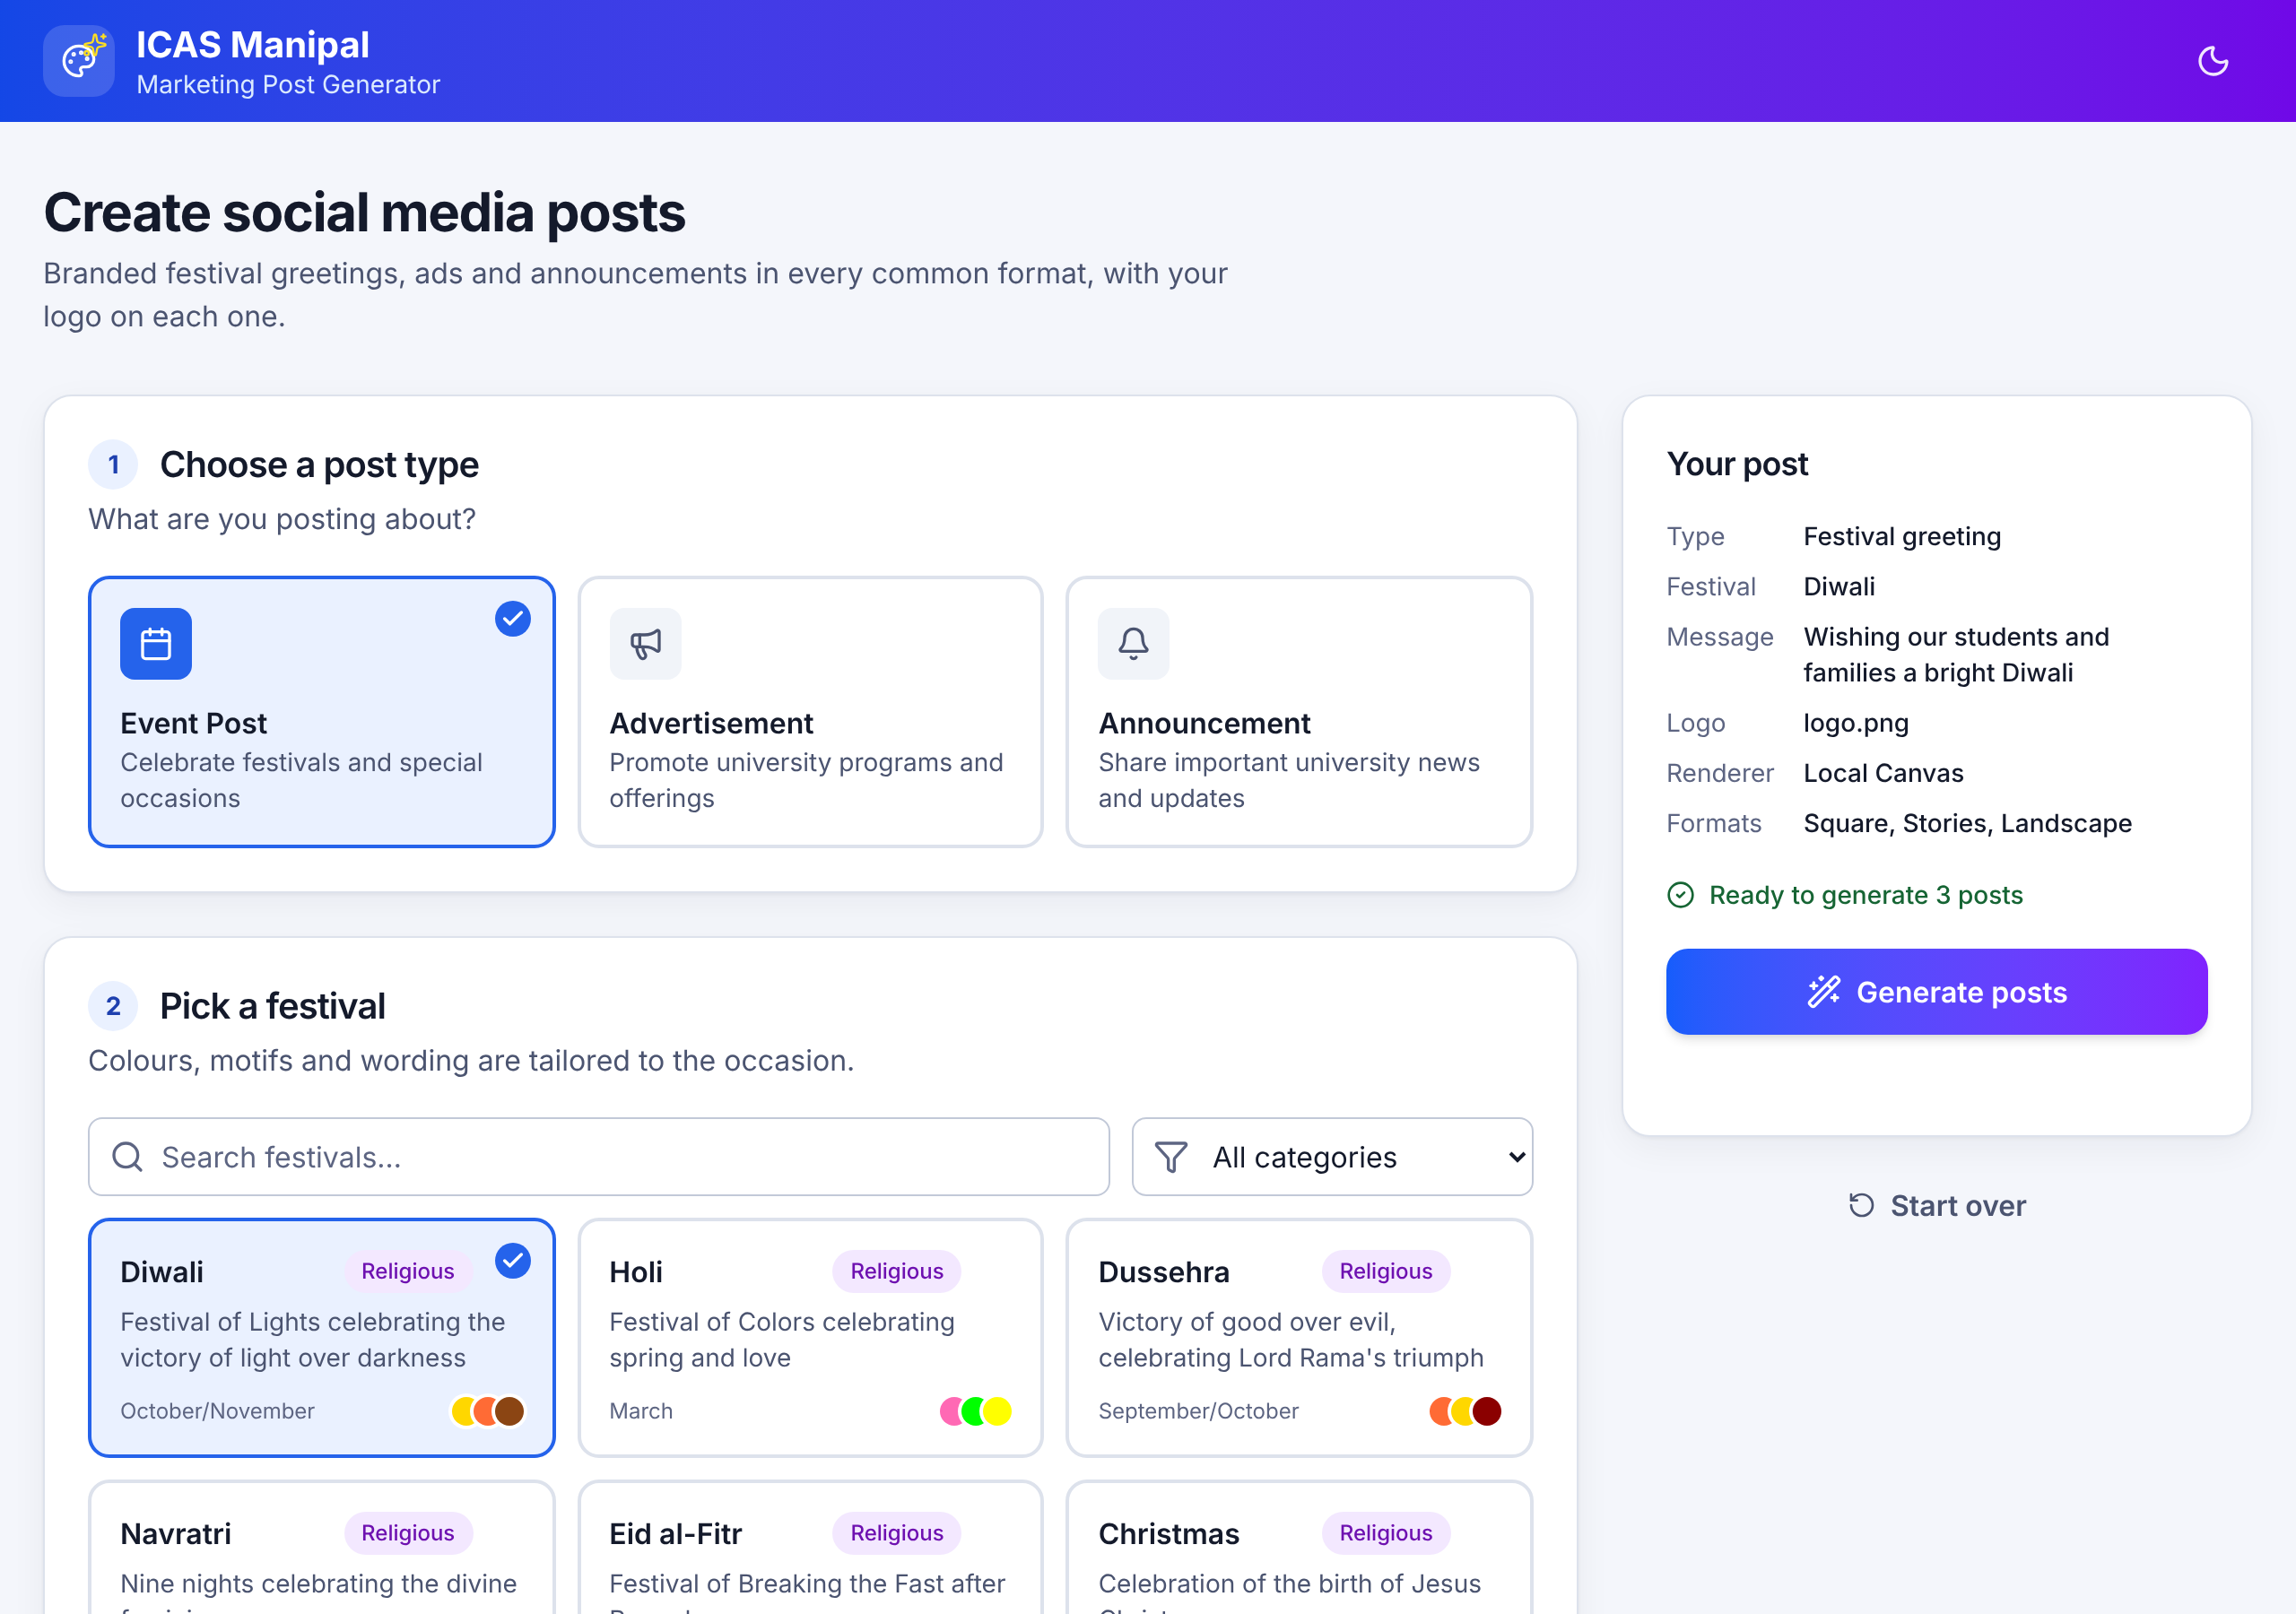 ICAS Manipal
Marketing Post Generator
Create social media posts
Branded festival greetings, ads and announcements in every common format, with your
logo on each one.
1 Choose a post type
What are you posting about?
Event Post
Celebrate festivals and special
occasions
Advertisement
Promote university programs and
offerings
Announcement
Share important university news
and updates
2 Pick a festival
Colours, motifs and wording are tailored to the occasion.
Search festivals...
All categories
Diwali Religious
Festival of Lights celebrating the
victory of light over darkness
October/November
Holi Religious
Festival of Colors celebrating
spring and love
March
Dussehra Religious
Victory of good over evil,
celebrating Lord Rama's triumph
September/October
Navratri Religious
Nine nights celebrating the divine
Eid al-Fitr Religious
Festival of Breaking the Fast after
Christmas Religious
Celebration of the birth of Jesus
Your post
Type Festival greeting
Festival Diwali
Message Wishing our students and
families a bright Diwali
Logo logo.png
Renderer Local Canvas
Formats Square, Stories, Landscape
Ready to generate 3 posts
Generate posts
Start over